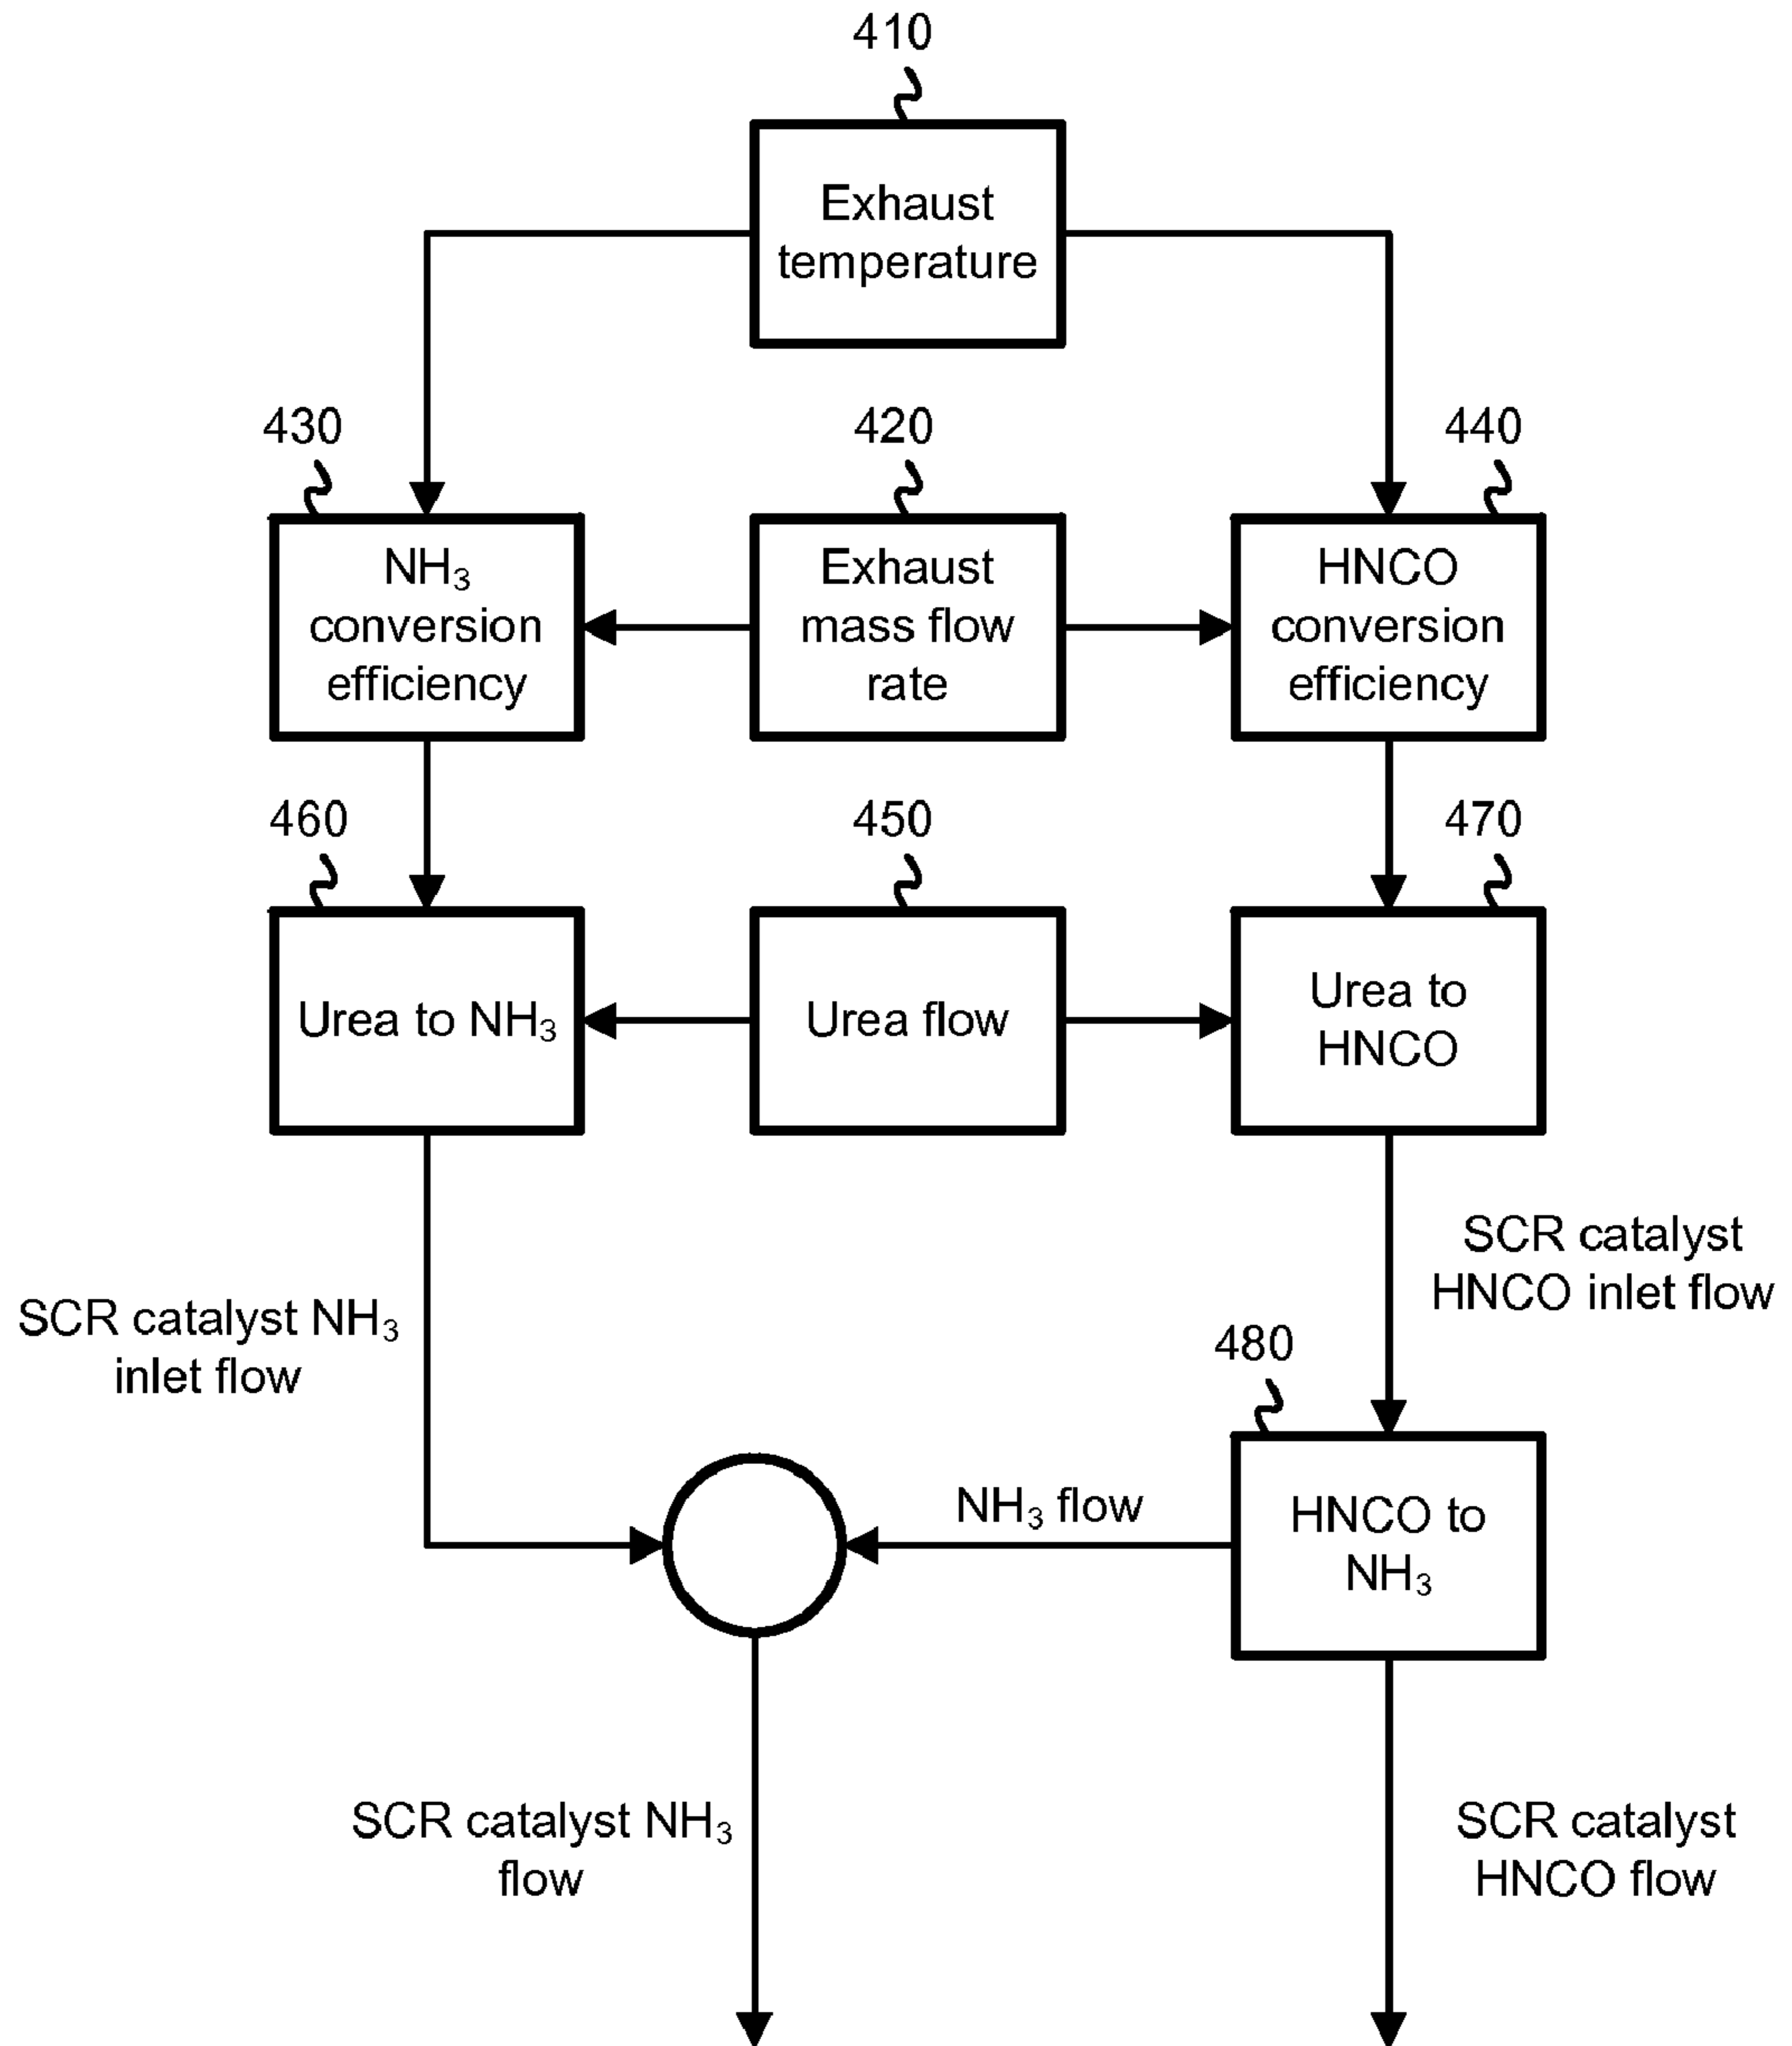 410
Exhaust
temperature
430
420
440
NH₃
conversion
efficiency
Exhaust
mass flow
rate
HNCO
conversion
efficiency
460
450
470
Urea to NH₃
Urea flow
Urea to
HNCO
SCR catalyst NH₃
inlet flow
SCR catalyst
HNCO inlet flow
480
NH₃ flow
HNCO to
NH₃
SCR catalyst NH₃
flow
SCR catalyst
HNCO flow